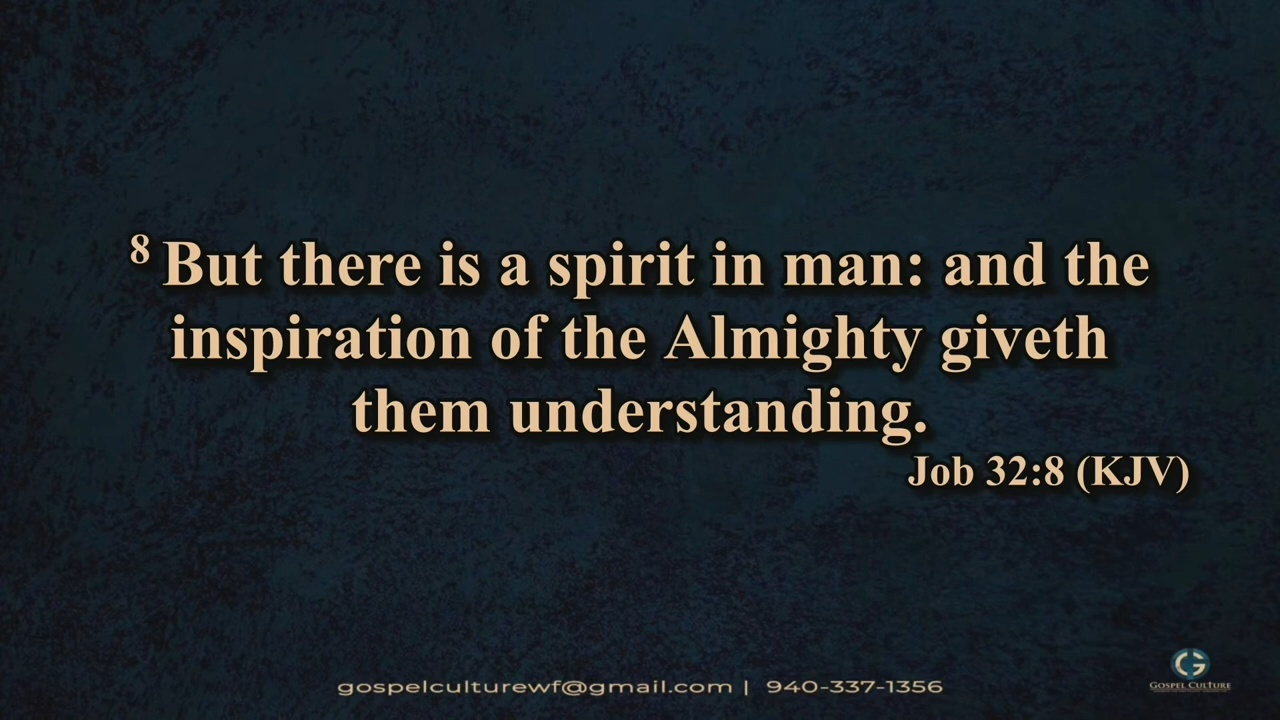 8 But there is a spirit in man: and the
inspiration of the Almighty giveth
them understanding.
Job 32:8 (KJV)
gospelculturewf@gmail.com | 940-337-1356
GOSPEL CULTURE